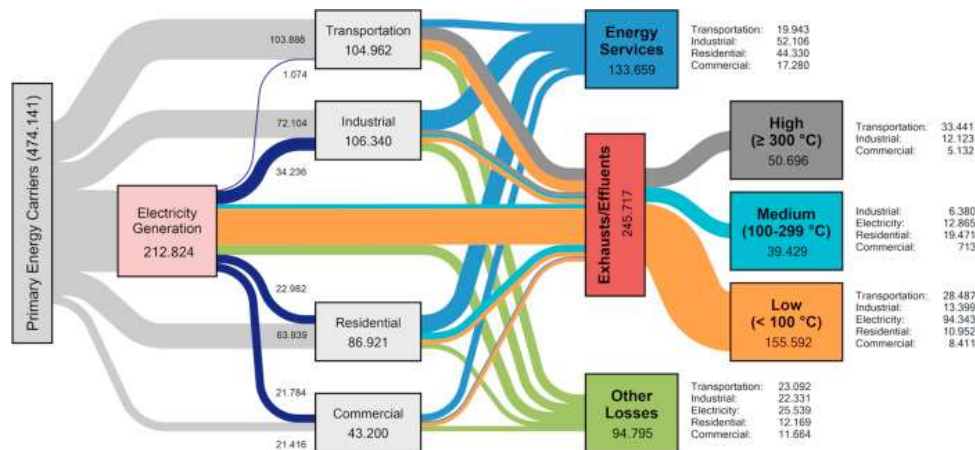 Primary Energy Carriers (474.141)
103.888
1.074
72.104
34.236
Electricity
Generation
212.824
22.982
63.939
21.784
21.416
Transportation
104.962
Industrial
106.340
Residential
86.921
Commercial
43.200
Energy
Services
133.659
Transportation: 19.943
Industrial: 52.106
Residential: 44.330
Commercial: 17.280
Exhausts/Effluents
245.717
High
(≥ 300 °C)
50.696
Transportation: 33.441
Industrial: 12.123
Commercial: 5.132
Medium
(100-299 °C)
39.429
Industrial: 6.380
Electricity: 12.865
Residential: 19.471
Commercial: 713
Low
(< 100 °C)
155.592
Transportation: 28.487
Industrial: 13.399
Electricity: 94.343
Residential: 10.952
Commercial: 8.411
Other
Losses
94.795
Transportation: 23.092
Industrial: 22.331
Electricity: 25.539
Residential: 12.169
Commercial: 11.664